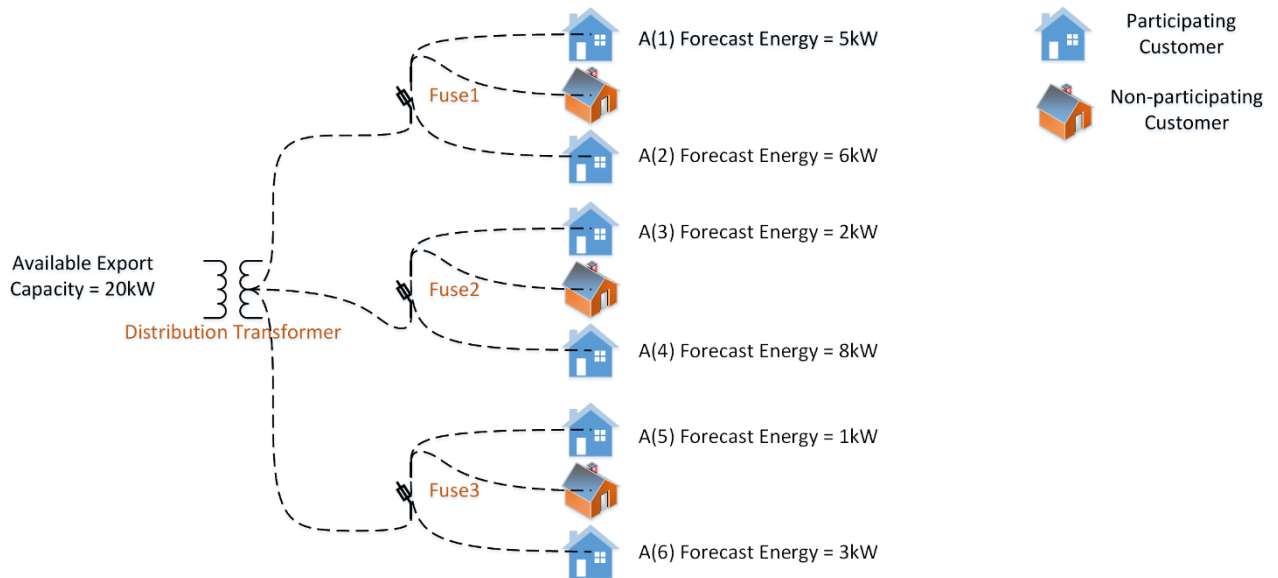 A(1) Forecast Energy = 5kW
Participating
Customer
Fuse1
Non-participating
Customer
A(2) Forecast Energy = 6kW
A(3) Forecast Energy = 2kW
Available Export
Capacity = 20kW
Fuse2
Distribution Transformer
A(4) Forecast Energy = 8kW
A(5) Forecast Energy = 1kW
Fuse3
A(6) Forecast Energy = 3kW